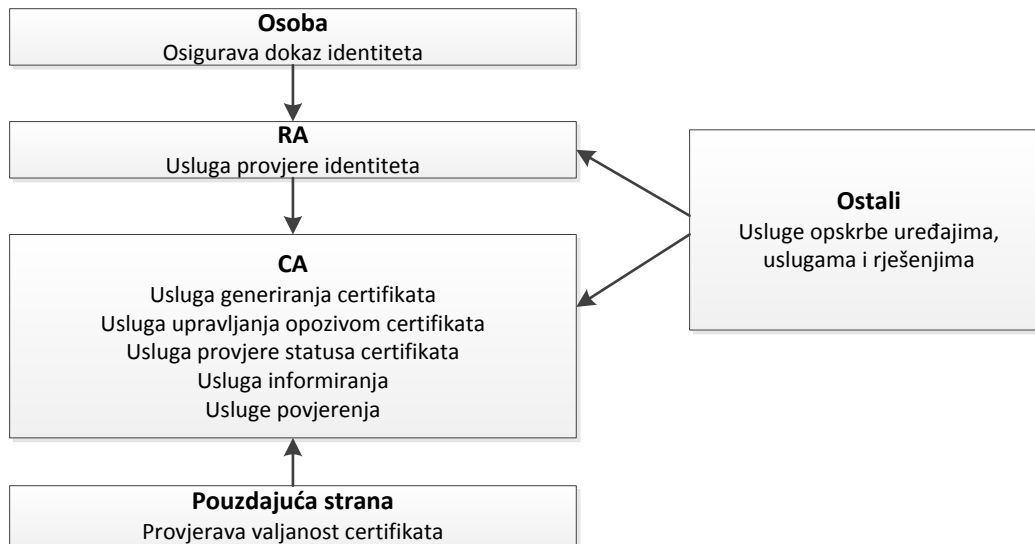 Osoba
Osigurava dokaz identiteta
RA
Usluga provjere identiteta
Ostali
Usluge opskrbe uređajima,
uslugama i rješenjima
CA
Usluga generiranja certifikata
Usluga upravljanja opozivom certifikata
Usluga provjere statusa certifikata
Usluga informiranja
Usluge povjerenja
Pouzdajuća strana
Provjerava valjanost certifikata